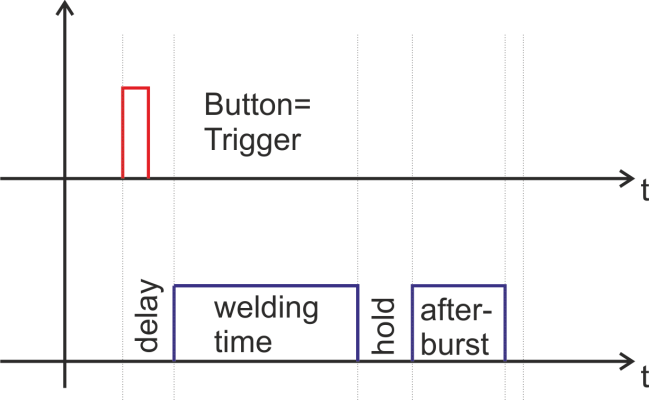 Button=
Trigger
t
delay
welding
time
hold
after-
burst
t